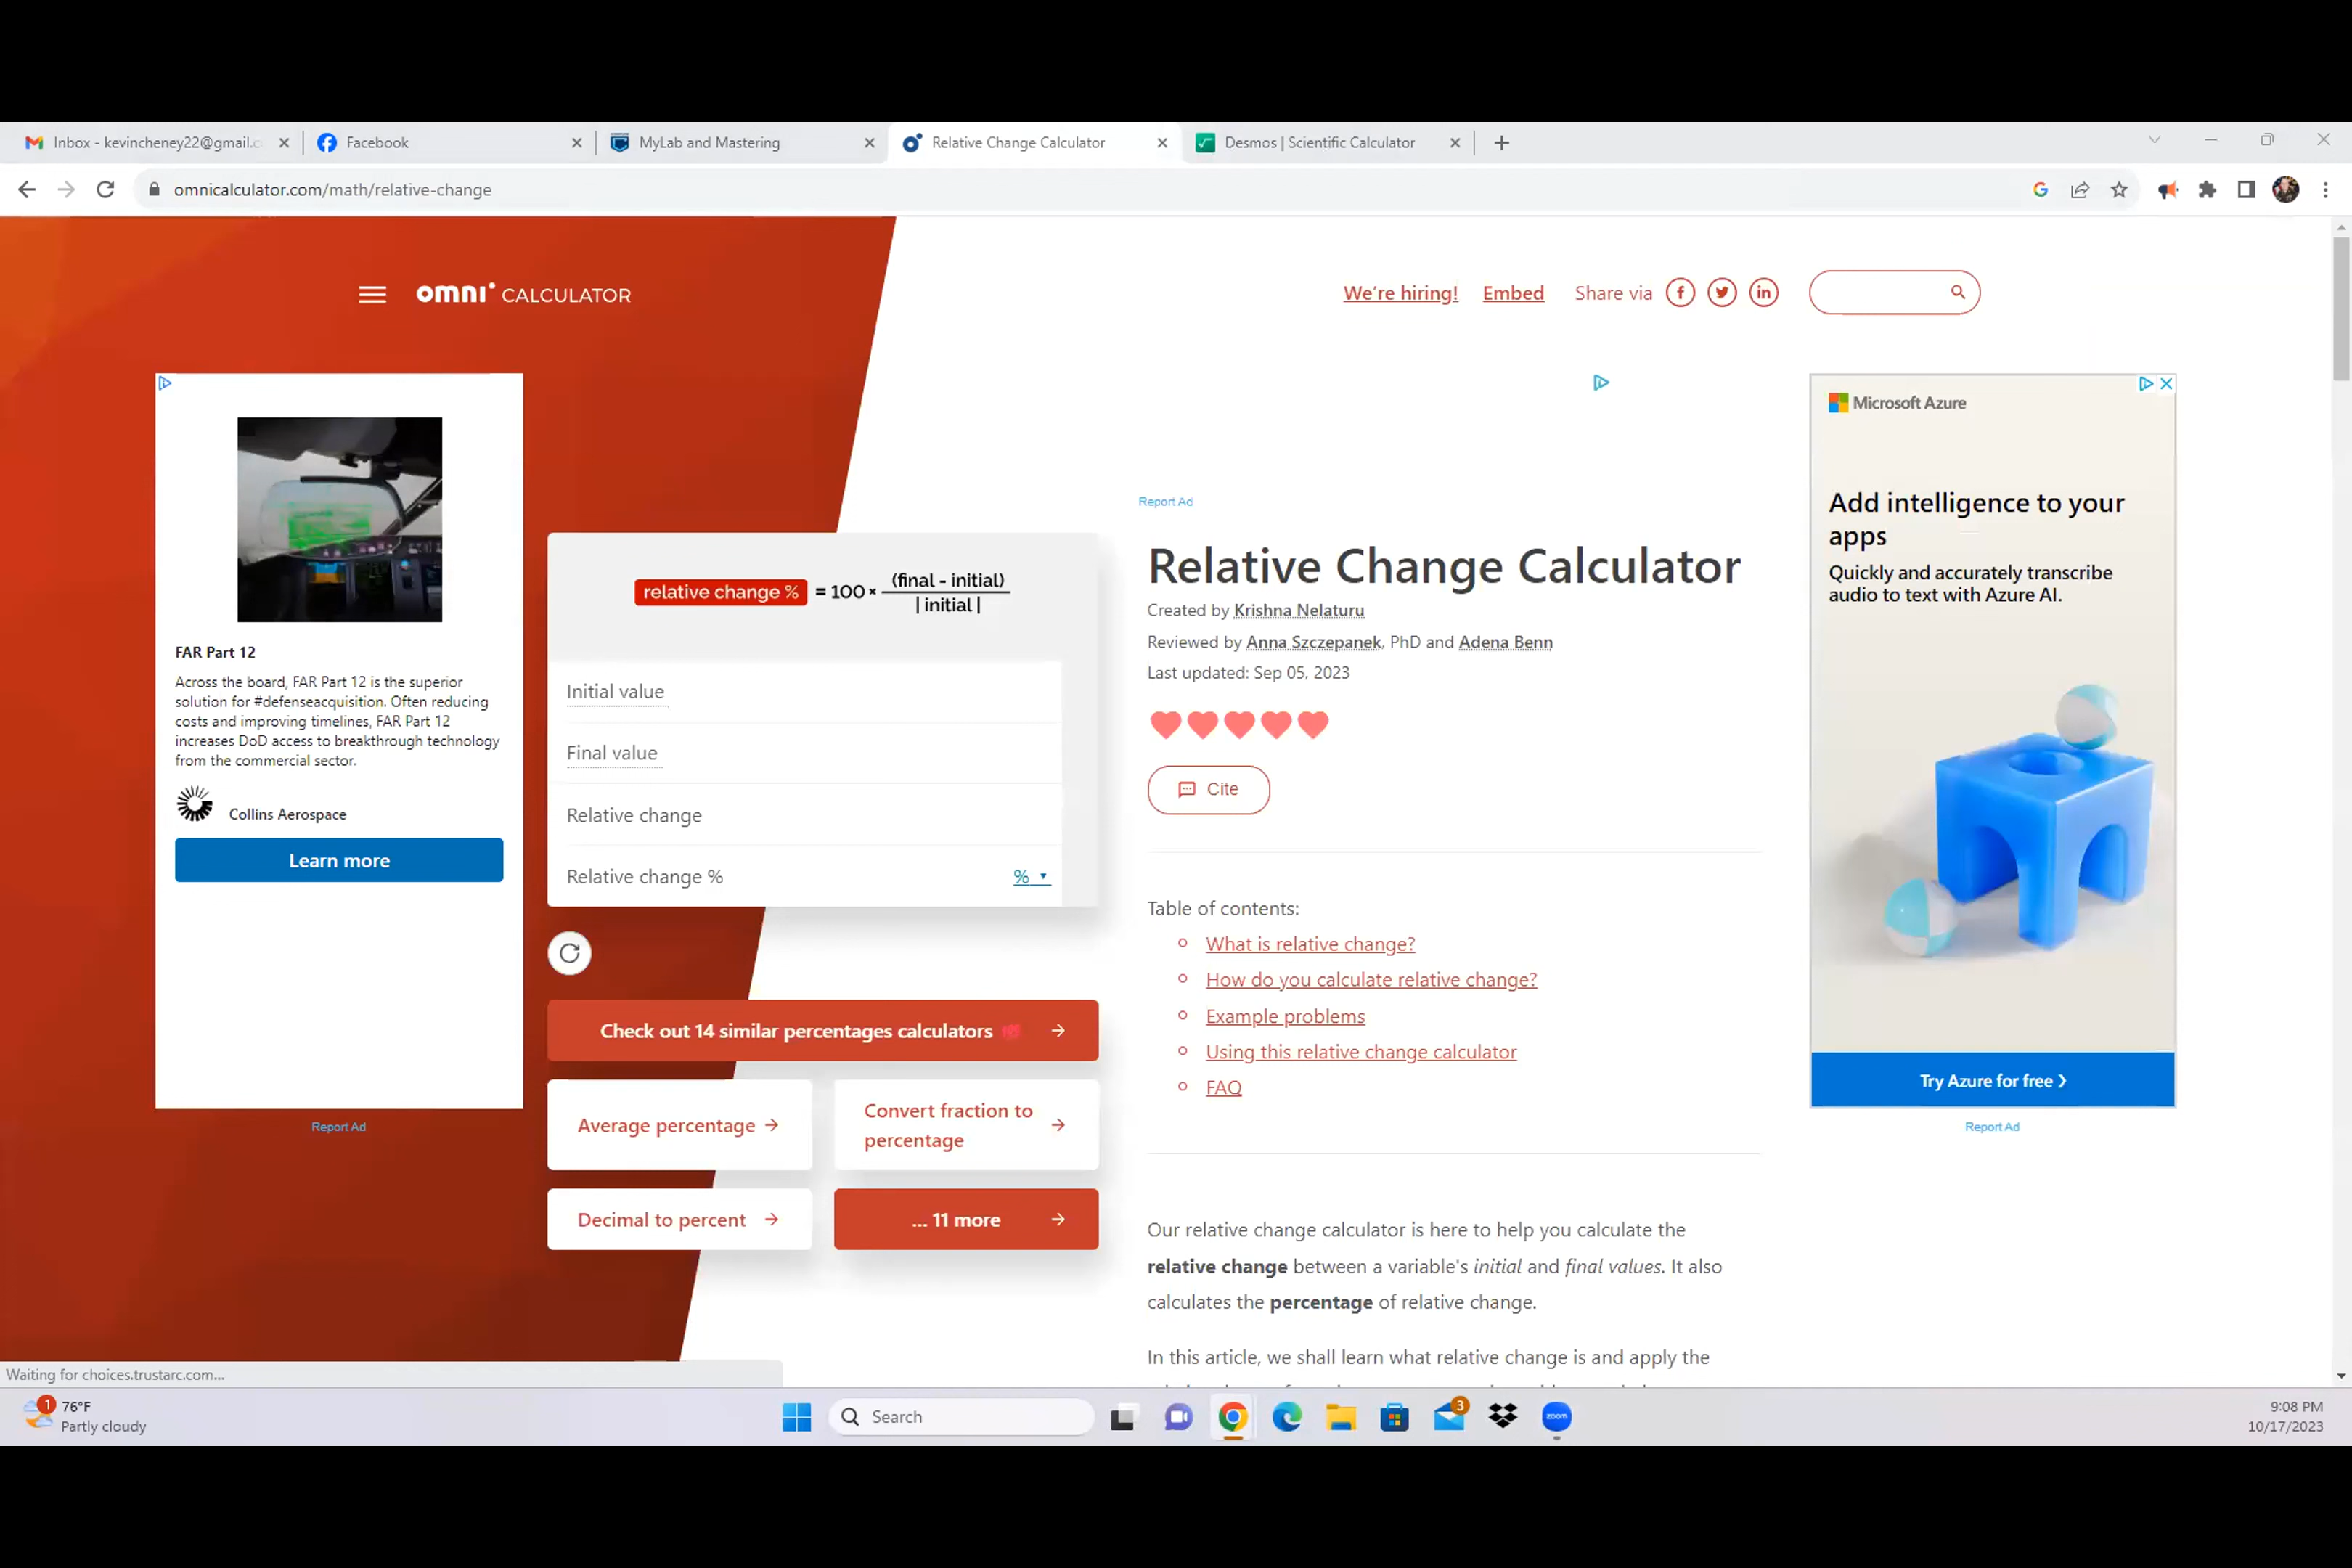 Inbox - kevincheney22@gmail.c
Facebook
MyLab and Mastering
Relative Change Calculator
Desmos | Scientific Calculator
omnicalculator.com/math/relative-change
omni CALCULATOR
We're hiring!
Embed
Share via
FAR Part 12
Across the board, FAR Part 12 is the superior
solution for #defenseacquisition. Often reducing
costs and improving timelines, FAR Part 12
increases DoD access to breakthrough technology
from the commercial sector.
Collins Aerospace
Learn more
Report Ad
relative change % = 100 × (final - initial)
| initial |
Initial value
Final value
Relative change
Relative change %
%
Check out 14 similar percentages calculators
Average percentage
Convert fraction to
percentage
Decimal to percent
... 11 more
Report Ad
Relative Change Calculator
Created by Krishna Nelaturu
Reviewed by Anna Szczepanek, PhD and Adena Benn
Last updated: Sep 05, 2023
Cite
Table of contents:
What is relative change?
How do you calculate relative change?
Example problems
Using this relative change calculator
FAQ
Our relative change calculator is here to help you calculate the
relative change between a variable's initial and final values. It also
calculates the percentage of relative change.
In this article, we shall learn what relative change is and apply the
Microsoft Azure
Add intelligence to your
apps
Quickly and accurately transcribe
audio to text with Azure AI.
Try Azure for free
Report Ad
Waiting for choices.trustarc.com...
1
76°F
Partly cloudy
Search
3
zoom
9:08 PM
10/17/2023